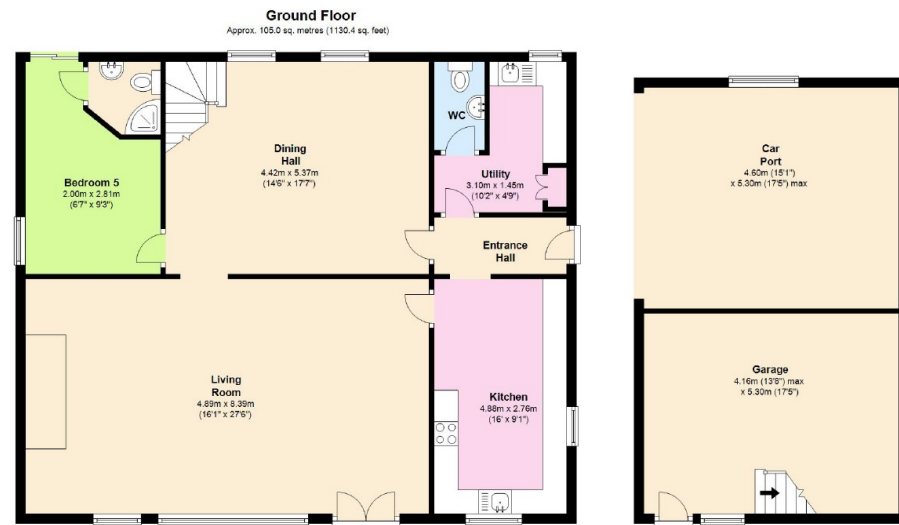 Ground Floor
Approx. 105.0 sq. metres (1130.4 sq. feet)
Dining
Hall
4.42m x 5.37m
(14'6" x 17'7")
WC
Bedroom 5
2.00m x 2.81m
(6'7" x 9'3")
Utility
3.10m x 1.45m
(10'2" x 4'9")
Entrance
Hall
Living
Room
4.89m x 8.39m
(16'1" x 27'6")
Kitchen
4.88m x 2.76m
(16' x 9'1")
Car
Port
4.60m (15'1")
x 5.30m (17'5") max
Garage
4.16m (13'8") max
x 5.30m (17'5")